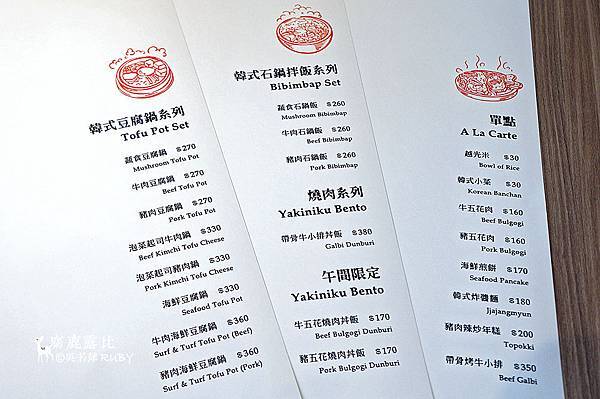 韓式豆腐鍋系列
Tofu Pot Set
蔬食豆腐鍋 $270
Mushroom Tofu Pot
牛肉豆腐鍋 $270
Beef Tofu Pot
豬肉豆腐鍋 $270
Pork Tofu Pot
泡菜起司牛肉鍋 $330
Beef Kimchi Tofu Cheese
泡菜起司豬肉鍋 $330
Pork Kimchi Tofu Cheese
海鮮豆腐鍋 $330
Seafood Tofu Pot
牛肉海鮮豆腐鍋 $360
Surf & Turf Tofu Pot (Beef)
豬肉海鮮豆腐鍋 $360
Surf & Turf Tofu Pot (Pork)
韓式石鍋拌飯系列
Bibimbap Set
蔬食石鍋飯 $260
Mushroom Bibimbap
牛肉石鍋飯 $260
Beef Bibimbap
豬肉石鍋飯 $260
Pork Bibimbap
燒肉系列
Yakiniku Bento
帶骨牛小排丼飯 $380
Galbi Dunburi
午間限定
Yakiniku Bento
牛五花燒肉丼飯 $170
Beef Bulgogi Dunburi
豬五花燒肉丼飯 $170
Pork Bulgogi Dunburi
單點
A La Carte
越光米 $30
Bowl of Rice
韓式小菜 $30
Korean Banchan
牛五花肉 $160
Beef Bulgogi
豬五花肉 $160
Pork Bulgogi
海鮮煎餅 $170
Seafood Pancake
韓式炸醬麵 $180
Jjajangmyun
豬肉辣炒年糕 $200
Topokki
帶骨烤牛小排 $350
Beef Galbi
RUBY